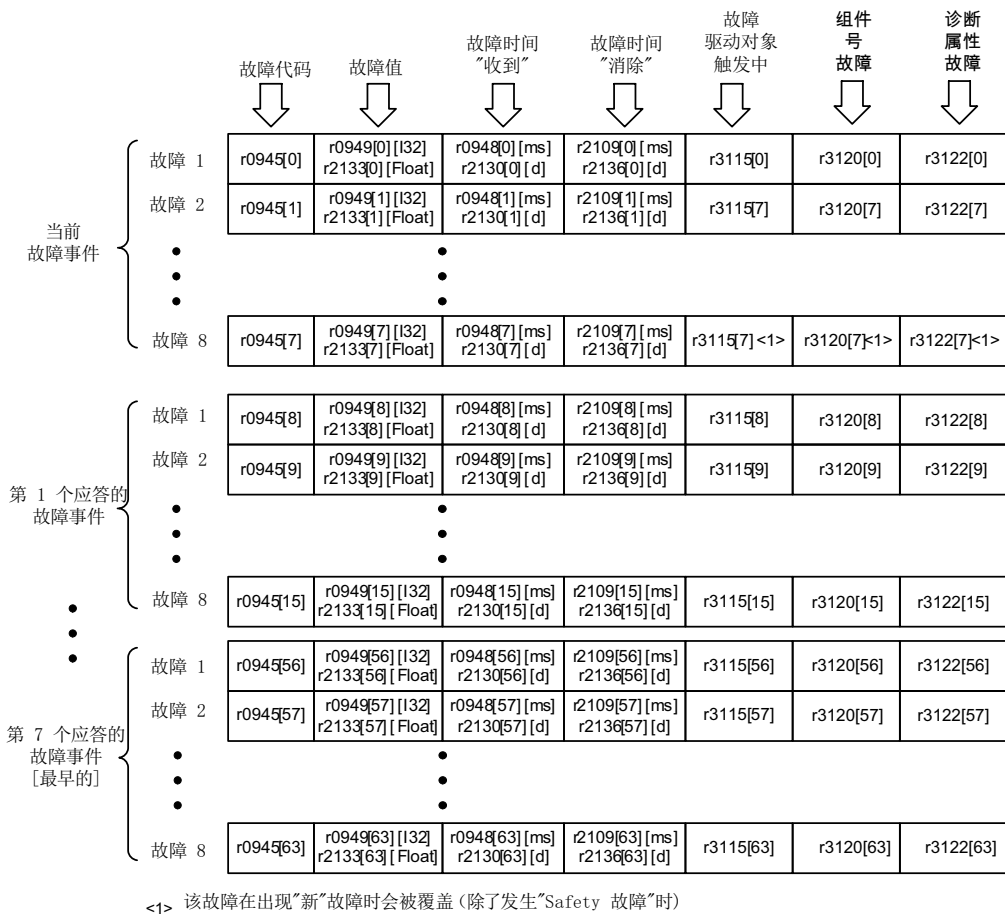 故障代码
故障值
故障时间
"收到"
故障时间
"消除"
故障
驱动对象
触发中
组件
号
故障
诊断
属性
故障
当前
故障事件
故障 1
r0945[0]
r0949[0] [I32]
r2133[0] [Float]
r0948[0] [ms]
r2130[0] [d]
r2109[0] [ms]
r2136[0] [d]
r3115[0]
r3120[0]
r3122[0]
故障 2
r0945[1]
r0949[1] [I32]
r2133[1] [Float]
r0948[1] [ms]
r2130[1] [d]
r2109[1] [ms]
r2136[1] [d]
r3115[7]
r3120[7]
r3122[7]
故障 8
r0945[7]
r0949[7] [I32]
r2133[7] [Float]
r0948[7] [ms]
r2130[7] [d]
r2109[7] [ms]
r2136[7] [d]
r3115[7] <1>
r3120[7]<1>
r3122[7]<1>
第 1 个应答的
故障事件
故障 1
r0945[8]
r0949[8] [I32]
r2133[8] [Float]
r0948[8] [ms]
r2130[8] [d]
r2109[8] [ms]
r2136[8] [d]
r3115[8]
r3120[8]
r3122[8]
故障 2
r0945[9]
r0949[9] [I32]
r2133[9] [Float]
r0948[9] [ms]
r2130[9] [d]
r2109[9] [ms]
r2136[9] [d]
r3115[9]
r3120[9]
r3122[9]
故障 8
r0945[15]
r0949[15] [I32]
r2133[15] [Float]
r0948[15] [ms]
r2130[15] [d]
r2109[15] [ms]
r2136[15] [d]
r3115[15]
r3120[15]
r3122[15]
第 7 个应答的
故障事件
[最早的]
故障 1
r0945[56]
r0949[56] [I32]
r2133[56] [Float]
r0948[56] [ms]
r2130[56] [d]
r2109[56] [ms]
r2136[56] [d]
r3115[56]
r3120[56]
r3122[56]
故障 2
r0945[57]
r0949[57] [I32]
r2133[57] [Float]
r0948[57] [ms]
r2130[57] [d]
r2109[57] [ms]
r2136[57] [d]
r3115[57]
r3120[57]
r3122[57]
故障 8
r0945[63]
r0949[63] [I32]
r2133[63] [Float]
r0948[63] [ms]
r2130[63] [d]
r2109[63] [ms]
r2136[63] [d]
r3115[63]
r3120[63]
r3122[63]
<1> 该故障在出现"新"故障时会被覆盖(除了发生"Safety 故障"时)